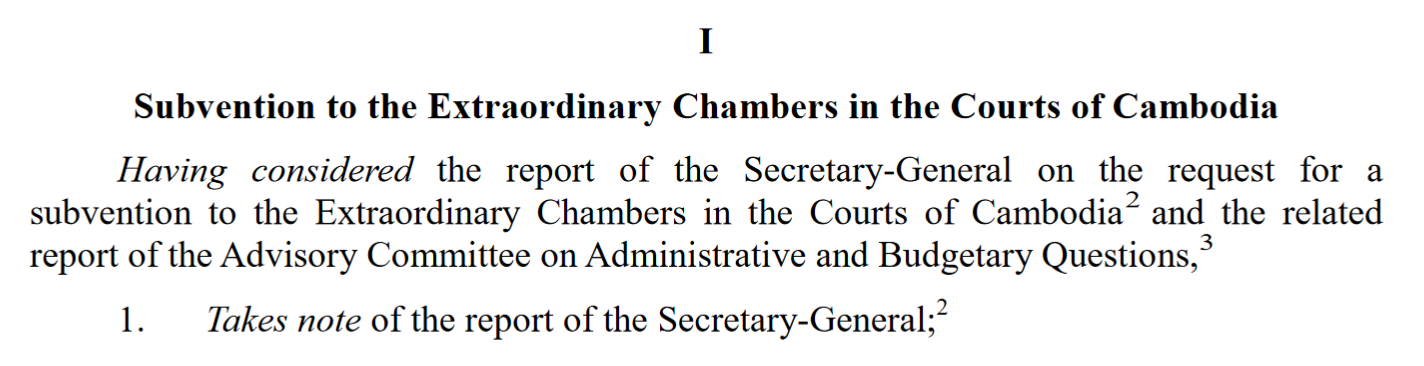 I
Subvention to the Extraordinary Chambers in the Courts of Cambodia
Having considered the report of the Secretary-General on the request for a
subvention to the Extraordinary Chambers in the Courts of Cambodia² and the related
report of the Advisory Committee on Administrative and Budgetary Questions,³
1. Takes note of the report of the Secretary-General;²